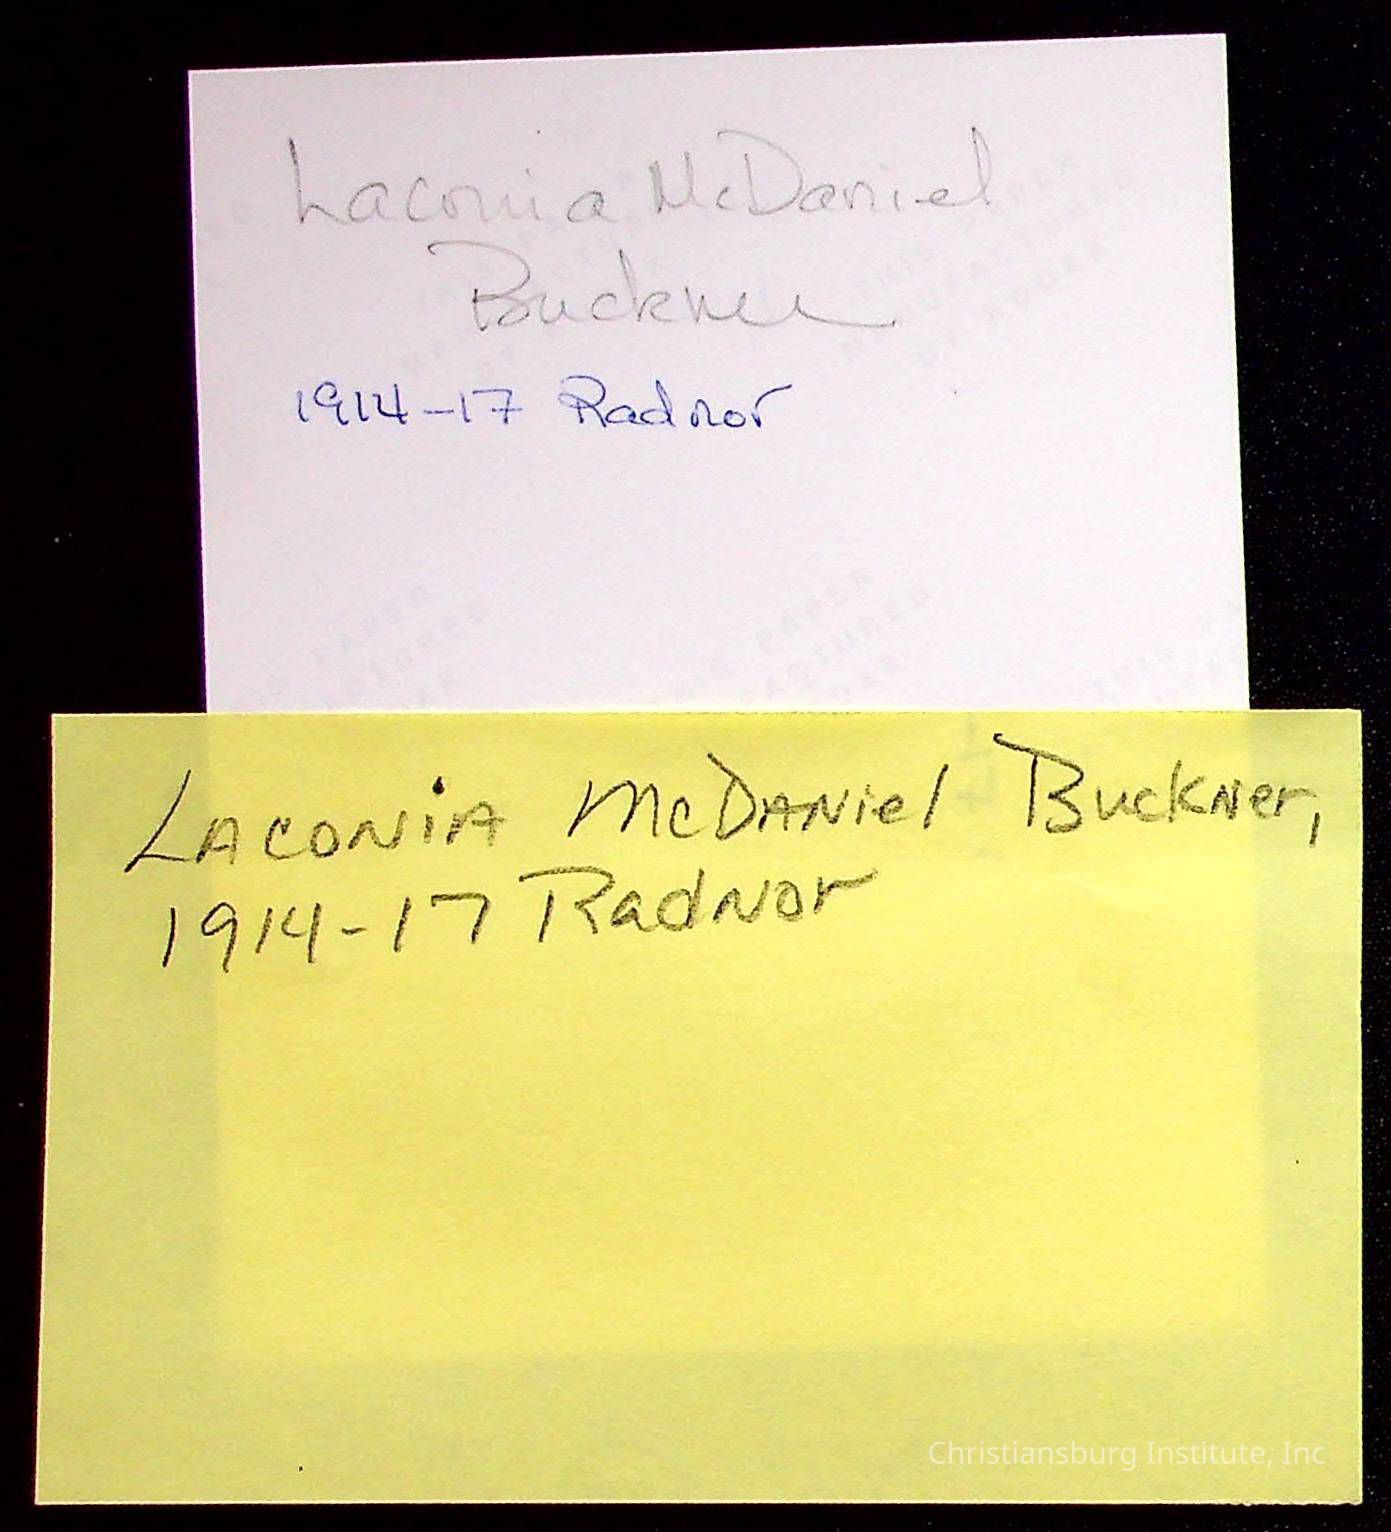 Laconia McDaniel
Buckner
1914-17 Radnor
LACONiA McDANiel Buckner,
1914-17 Radnor
Christiansburg Institute, Inc